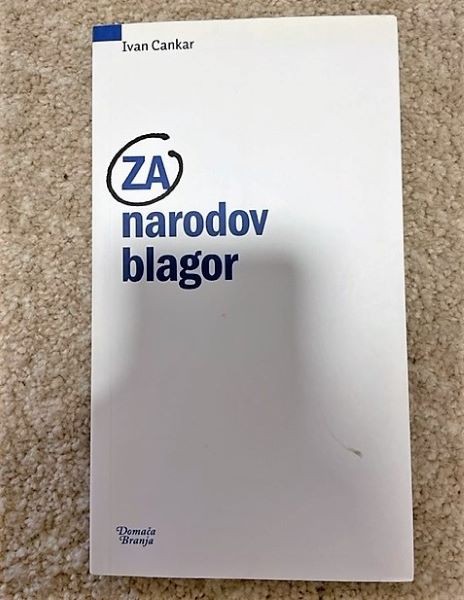 Ivan Cankar
ZA
narodov
blagor
Domača
Branja